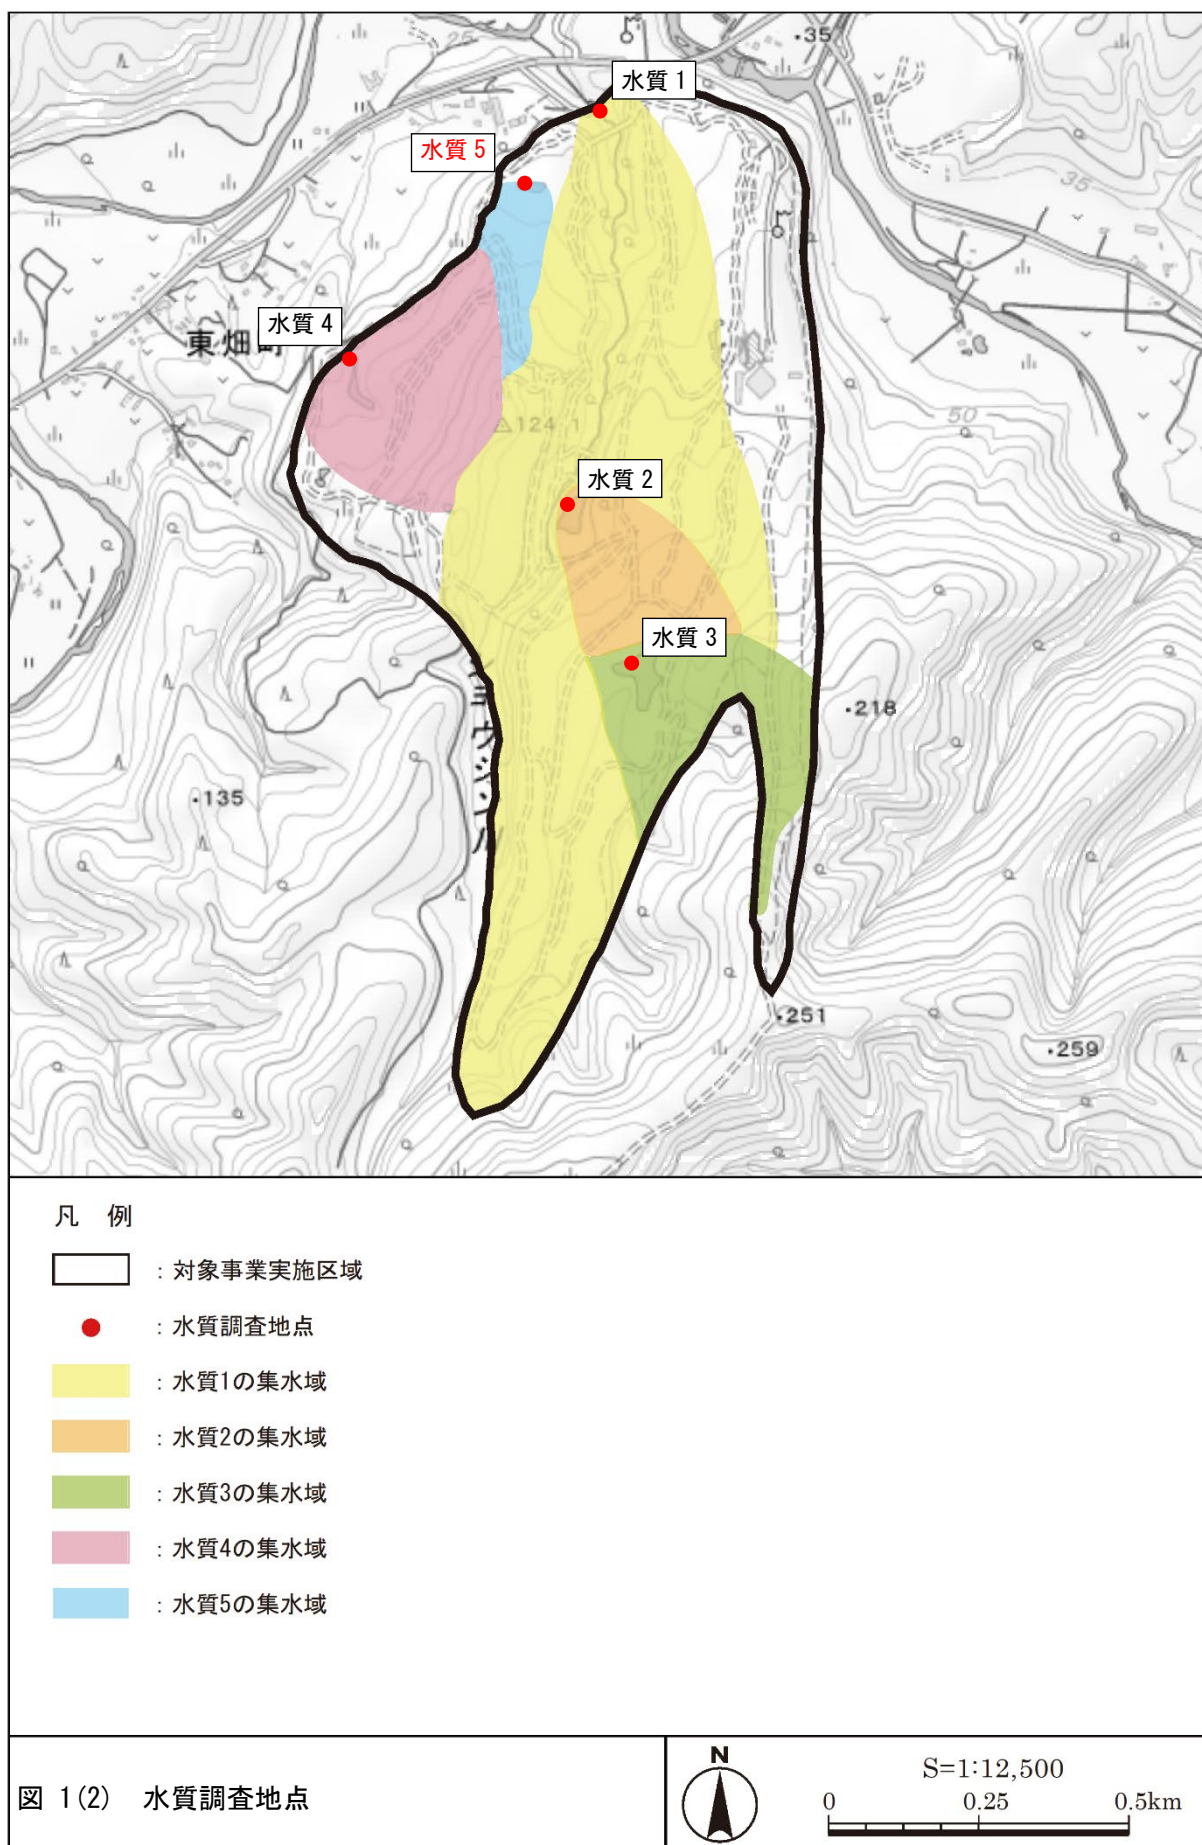 25
35
水質 1
水質 5
35
水質 4
東畑町
50
124.1
水質 2
水質 3
218
135
251
259
凡　例
：対象事業実施区域
：水質調査地点
：水質1の集水域
：水質2の集水域
：水質3の集水域
：水質4の集水域
：水質5の集水域
図 1(2)　水質調査地点
N
S=1:12,500
0　0.25　0.5km